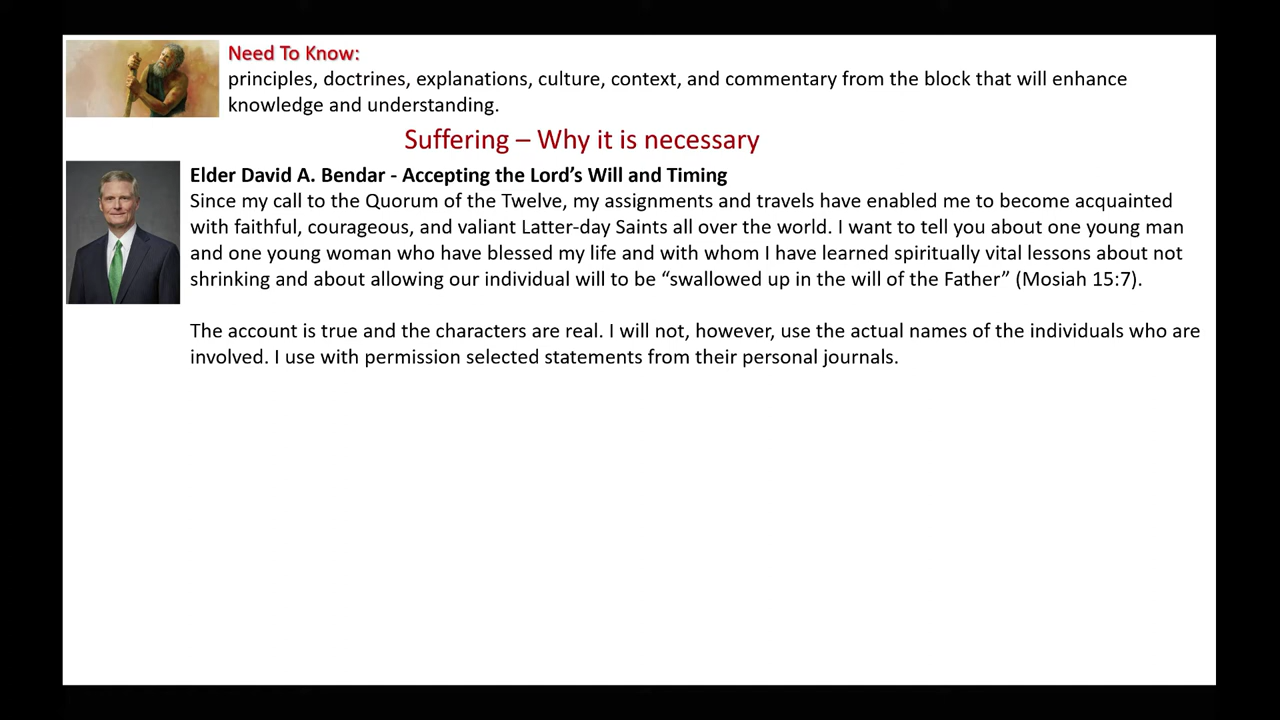 Need To Know:
principles, doctrines, explanations, culture, context, and commentary from the block that will enhance
knowledge and understanding.
Suffering – Why it is necessary
Elder David A. Bendar - Accepting the Lord’s Will and Timing
Since my call to the Quorum of the Twelve, my assignments and travels have enabled me to become acquainted
with faithful, courageous, and valiant Latter-day Saints all over the world. I want to tell you about one young man
and one young woman who have blessed my life and with whom I have learned spiritually vital lessons about not
shrinking and about allowing our individual will to be “swallowed up in the will of the Father” (Mosiah 15:7).
The account is true and the characters are real. I will not, however, use the actual names of the individuals who are
involved. I use with permission selected statements from their personal journals.